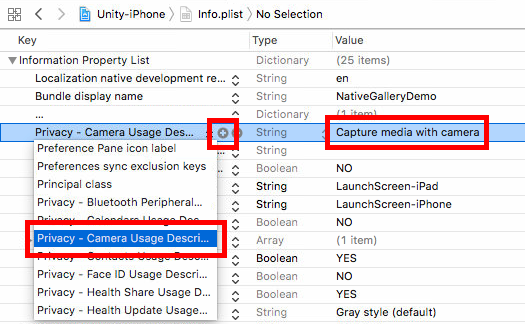 Unity-iPhone Info.plist No Selection
Key Type Value
Information Property List Dictionary (25 items)
Localization native development re... String en
Bundle display name String NativeGalleryDemo
... Dictionary (1 item)
Privacy - Camera Usage Des... String Capture media with camera
Preference Pane icon label String
Preferences sync exclusion keys Boolean NO
Principal class String LaunchScreen-iPad
Privacy - Bluetooth Peripheral... String LaunchScreen-iPhone
Privacy - Calendars Usage Des... Boolean NO
Privacy - Camera Usage Descri... Array (1 item)
Privacy - Contacts Usage Desc... Boolean YES
Privacy - Face ID Usage Descri... Boolean NO
Privacy - Health Share Usage D... Boolean YES
Privacy - Health Update Usage... String Gray style (default)